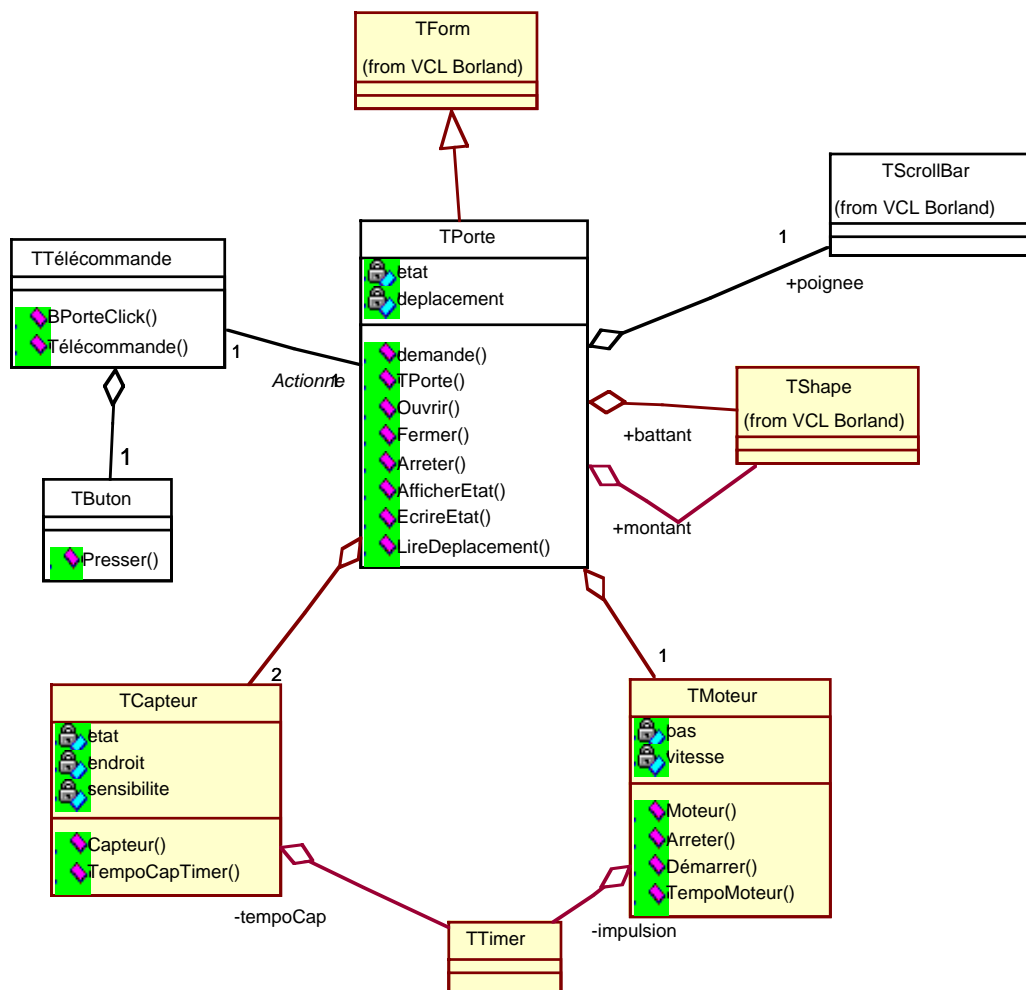 TForm
(from VCL Borland)
TScrollBar
(from VCL Borland)
1
+poignee
TPorte
etat
deplacement
demande()
TPorte()
Ouvrir()
Fermer()
Arreter()
AfficherEtat()
EcrireEtat()
LireDeplacement()
TTélécommande
BPorteClick()
Télécommande()
1
Actionne
1
1
TButon
Presser()
TShape
(from VCL Borland)
+battant
+montant
2
TCapteur
etat
endroit
sensibilite
Capteur()
TempoCapTimer()
1
TMoteur
pas
vitesse
Moteur()
Arreter()
Démarrer()
TempoMoteur()
-tempoCap
-impulsion
TTimer